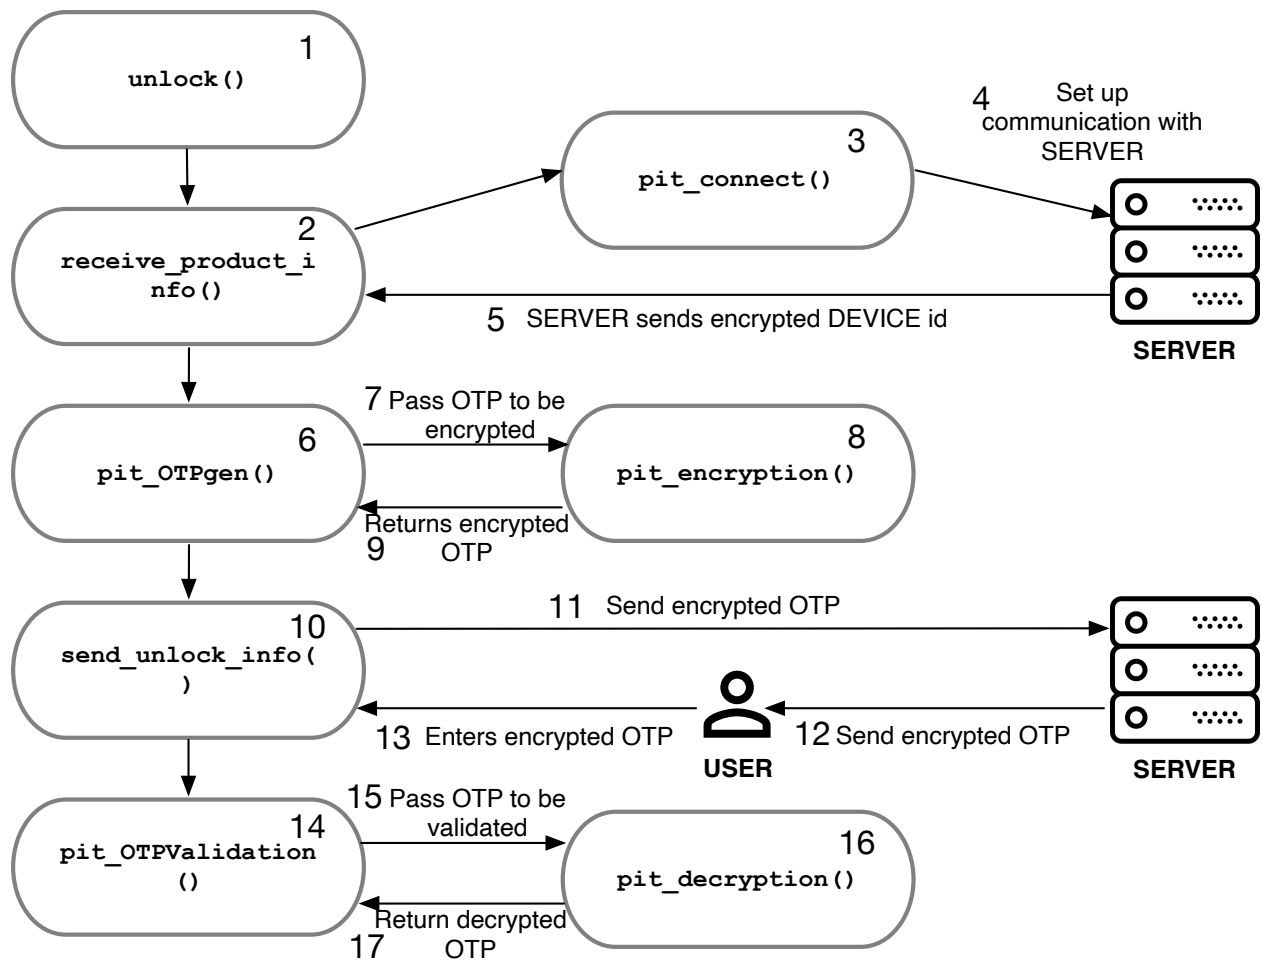 1
unlock()
2
receive_product_i
nfo()
3
pit_connect()
4
Set up
communication with
SERVER
5 SERVER sends encrypted DEVICE id
SERVER
6
pit_OTPgen()
7 Pass OTP to be
encrypted
8
pit_encryption()
Returns encrypted
9 OTP
10
send_unlock_info(
)
11 Send encrypted OTP
12 Send encrypted OTP
13 Enters encrypted OTP
USER
SERVER
14
pit_OTPValidation
()
15 Pass OTP to be
validated
16
pit_decryption()
Return decrypted
17 OTP